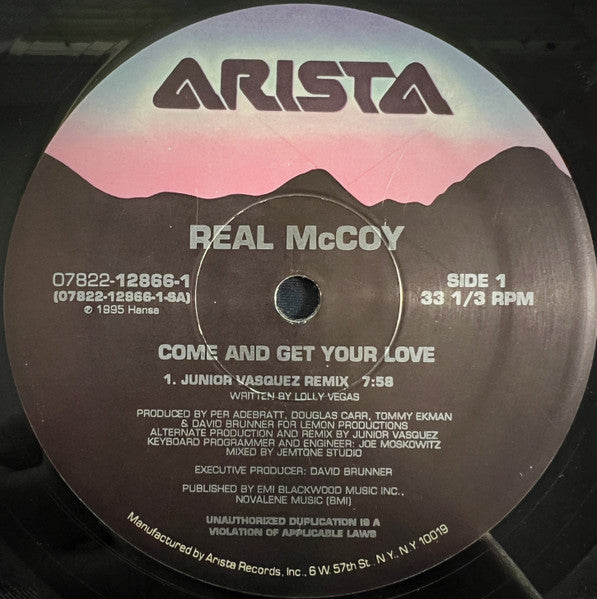 ARISTA
REAL McCOY
07822-12866-1
(07822-12866-1-SA)
℗ 1995 Hansa
SIDE 1
33 1/3 RPM
COME AND GET YOUR LOVE
1. JUNIOR VASQUEZ REMIX 7:58
WRITTEN BY LOLLY VEGAS
PRODUCED BY PER ADEBRATT, DOUGLAS CARR, TOMMY EKMAN
& DAVID BRUNNER FOR LEMON PRODUCTIONS
ALTERNATE PRODUCTION AND REMIX BY JUNIOR VASQUEZ
KEYBOARD PROGRAMMER AND ENGINEER: JOE MOSKOWITZ
MIXED BY JEMTONE STUDIO
EXECUTIVE PRODUCER: DAVID BRUNNER
PUBLISHED BY EMI BLACKWOOD MUSIC INC.,
NOVALENE MUSIC (BMI)
UNAUTHORIZED DUPLICATION IS A
VIOLATION OF APPLICABLE LAWS
Manufactured by Arista Records, Inc., 6 W. 57th St., N.Y., N.Y. 10019